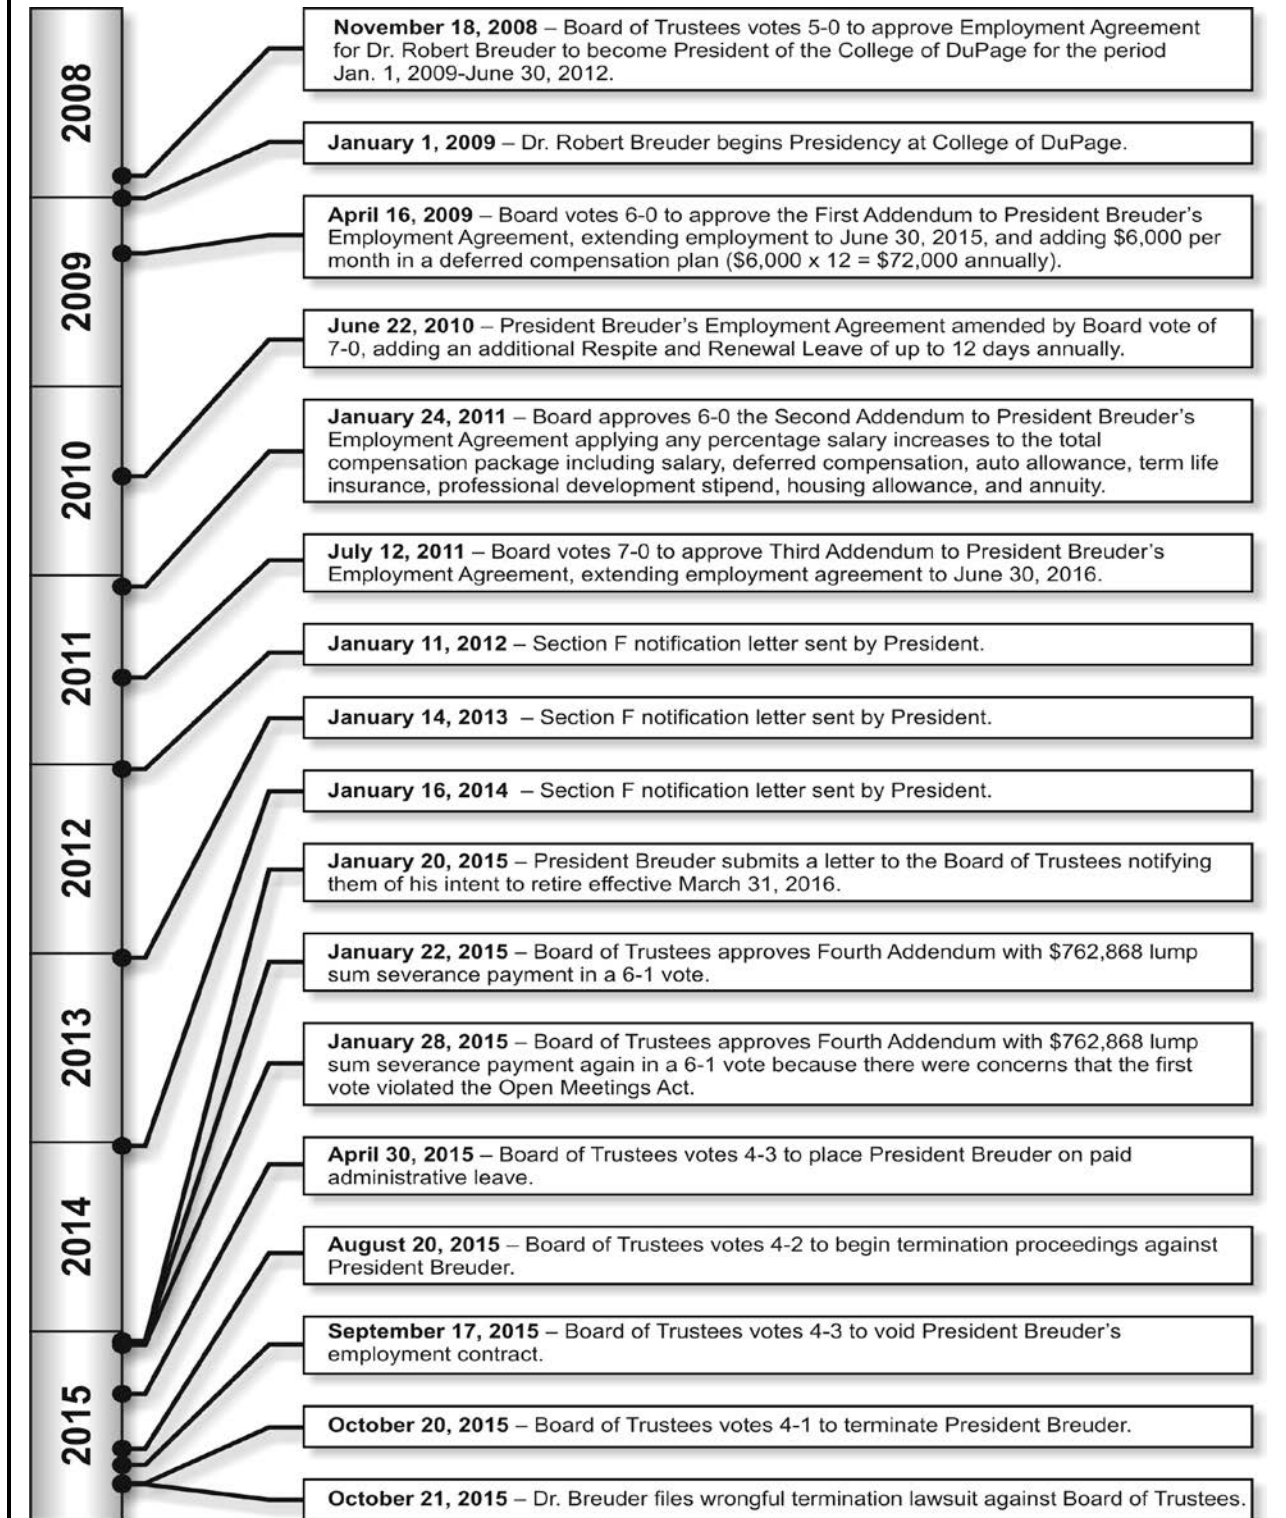 2008
November 18, 2008 – Board of Trustees votes 5-0 to approve Employment Agreement
for Dr. Robert Breuder to become President of the College of DuPage for the period
Jan. 1, 2009-June 30, 2012.
January 1, 2009 – Dr. Robert Breuder begins Presidency at College of DuPage.
2009
April 16, 2009 – Board votes 6-0 to approve the First Addendum to President Breuder’s
Employment Agreement, extending employment to June 30, 2015, and adding $6,000 per
month in a deferred compensation plan ($6,000 x 12 = $72,000 annually).
June 22, 2010 – President Breuder’s Employment Agreement amended by Board vote of
7-0, adding an additional Respite and Renewal Leave of up to 12 days annually.
2010
January 24, 2011 – Board approves 6-0 the Second Addendum to President Breuder’s
Employment Agreement applying any percentage salary increases to the total
compensation package including salary, deferred compensation, auto allowance, term life
insurance, professional development stipend, housing allowance, and annuity.
July 12, 2011 – Board votes 7-0 to approve Third Addendum to President Breuder’s
Employment Agreement, extending employment agreement to June 30, 2016.
2011
January 11, 2012 – Section F notification letter sent by President.
January 14, 2013 – Section F notification letter sent by President.
January 16, 2014 – Section F notification letter sent by President.
2012
January 20, 2015 – President Breuder submits a letter to the Board of Trustees notifying
them of his intent to retire effective March 31, 2016.
January 22, 2015 – Board of Trustees approves Fourth Addendum with $762,868 lump
sum severance payment in a 6-1 vote.
2013
January 28, 2015 – Board of Trustees approves Fourth Addendum with $762,868 lump
sum severance payment again in a 6-1 vote because there were concerns that the first
vote violated the Open Meetings Act.
April 30, 2015 – Board of Trustees votes 4-3 to place President Breuder on paid
administrative leave.
2014
August 20, 2015 – Board of Trustees votes 4-2 to begin termination proceedings against
President Breuder.
September 17, 2015 – Board of Trustees votes 4-3 to void President Breuder’s
employment contract.
2015
October 20, 2015 – Board of Trustees votes 4-1 to terminate President Breuder.
October 21, 2015 – Dr. Breuder files wrongful termination lawsuit against Board of Trustees.